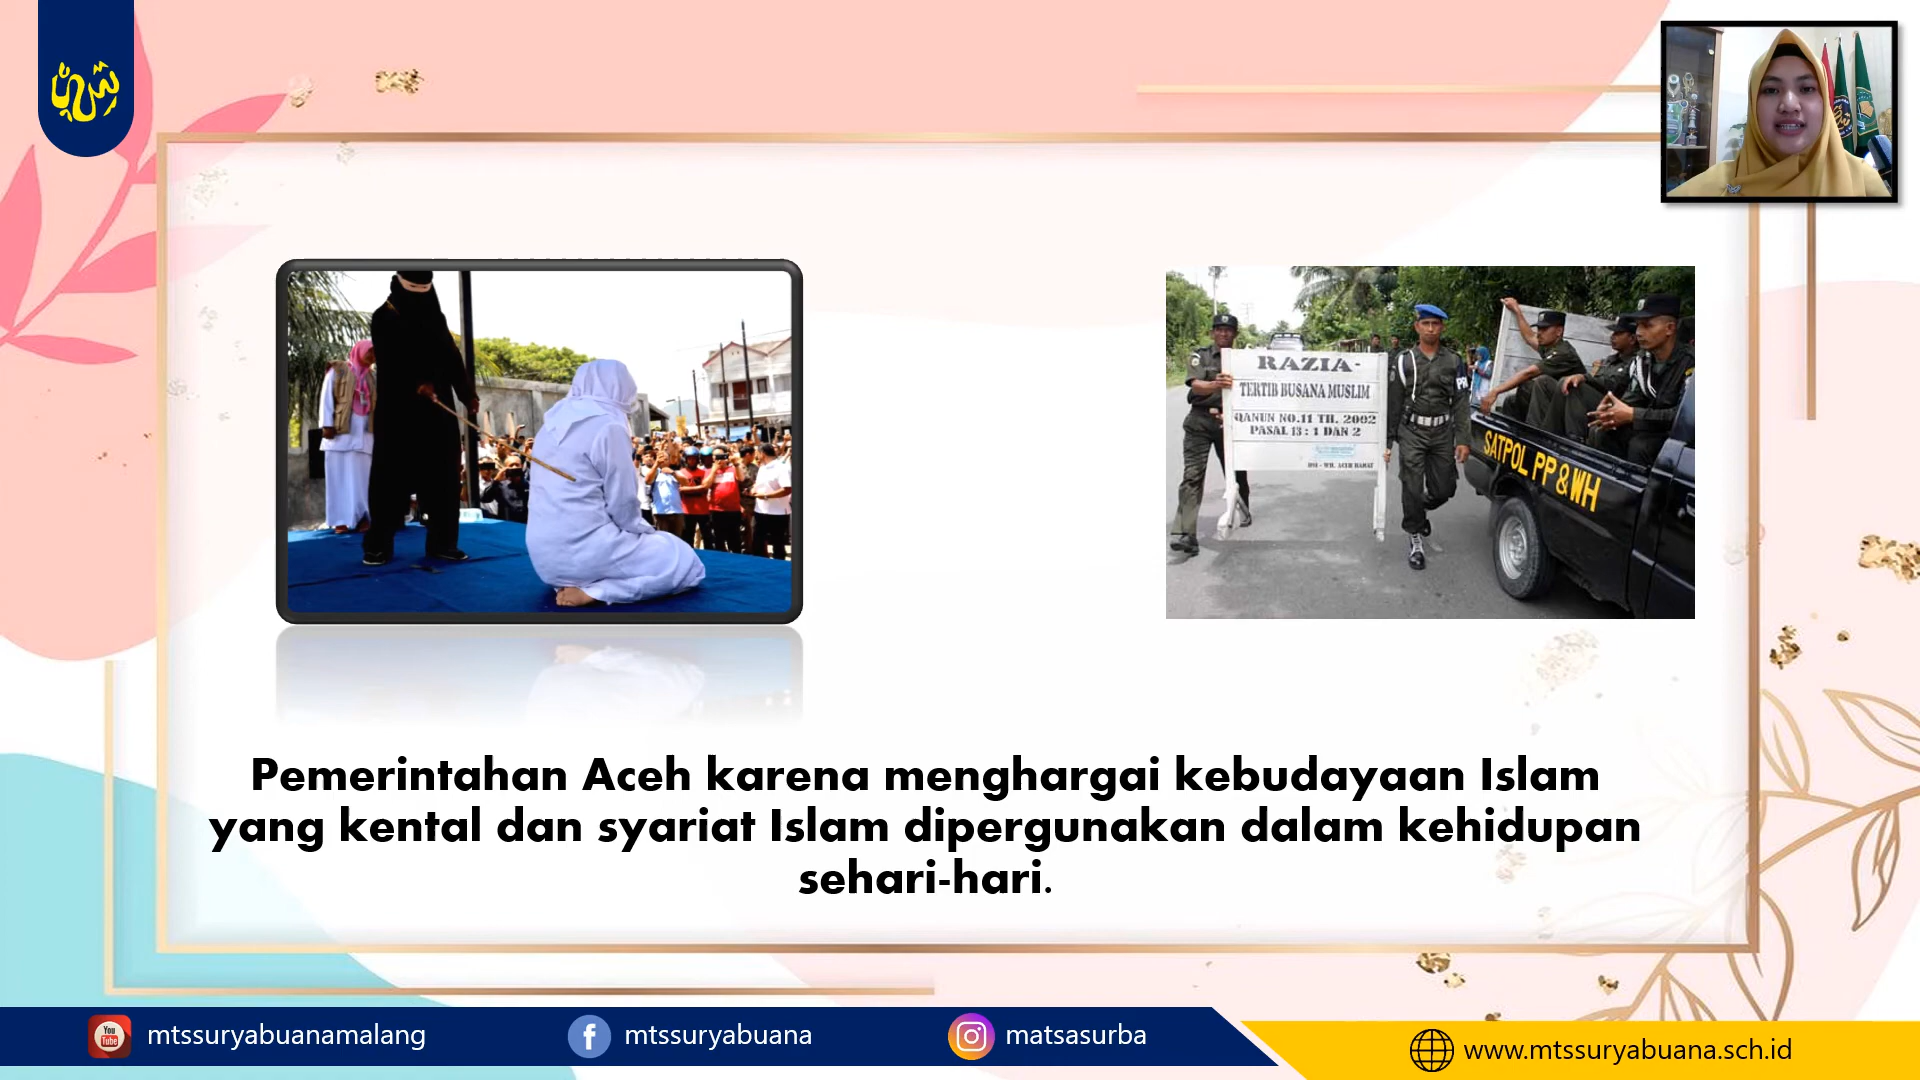 RAZIA
TERTIB BUSANA MUSLIM
QANUN NO.11 TH. 2002
PASAL 13 : 1 DAN 2
SATPOL PP & WH
Pemerintahan Aceh karena menghargai kebudayaan Islam
yang kental dan syariat Islam dipergunakan dalam kehidupan
sehari-hari.
You
Tube
mtssuryabuanamalang
mtssuryabuana
matsasurba
www.mtssuryabuana.sch.id